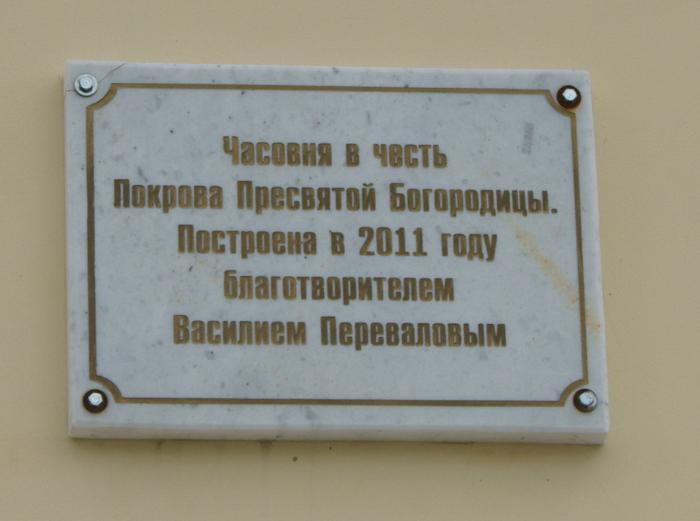 Часовня в честь
Покрова Пресвятой Богородицы.
Построена в 2011 году
благотворителем
Василием Переваловым